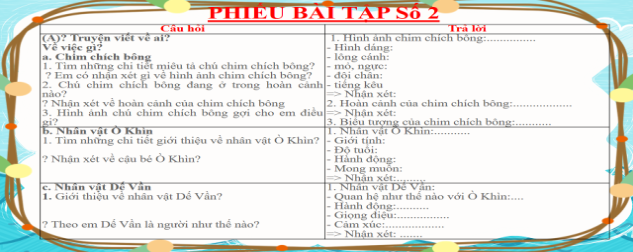 PHIẾU BÀI TẬP Số 2
Câu hỏi
Trả lời
(A)? Truyện viết về ai?
Về việc gì?
a. Chim chích bông
1. Tìm những chi tiết miêu tả chú chim chích bông?
? Em có nhận xét gì về hình ảnh chim chích bông?
2. Chú chim chích bông đang ở trong hoàn cảnh nào?
? Nhận xét về hoàn cảnh của chim chích bông
3. Hình ảnh chú chim chích bông gợi cho em điều gì?
1. Hình ảnh chim chích bông:..............
- Hình dáng:
- lông cánh:
- mỏ, ngực:
- đôi chân:
- tiếng kêu
=> Nhận xét:
2. Hoàn cảnh của chim chích bông:.................
=> Nhận xét:
3. Biểu tượng của chim chích bông:............
b. Nhân vật Ò Khìn
1. Tìm những chi tiết giới thiệu về nhân vật Ò Khìn?
? Nhận xét về cậu bé Ò Khìn?
1. Nhân vật Ò Khìn:..........
- Giới tính:
- Độ tuổi:
- Hành động:
- Mong muốn:
=> Nhận xét:........
c. Nhân vật Dế Vần
1. Giới thiệu về nhân vật Dế Vần?
? Theo em Dế Vần là người như thế nào?
1. Nhân vật Dế Vần:
- Quan hệ như thế nào với Ò Khìn:....
- Hành động:..........
- Giọng điệu:...............
- Cảm xúc:................
=> Nhận xét: ......